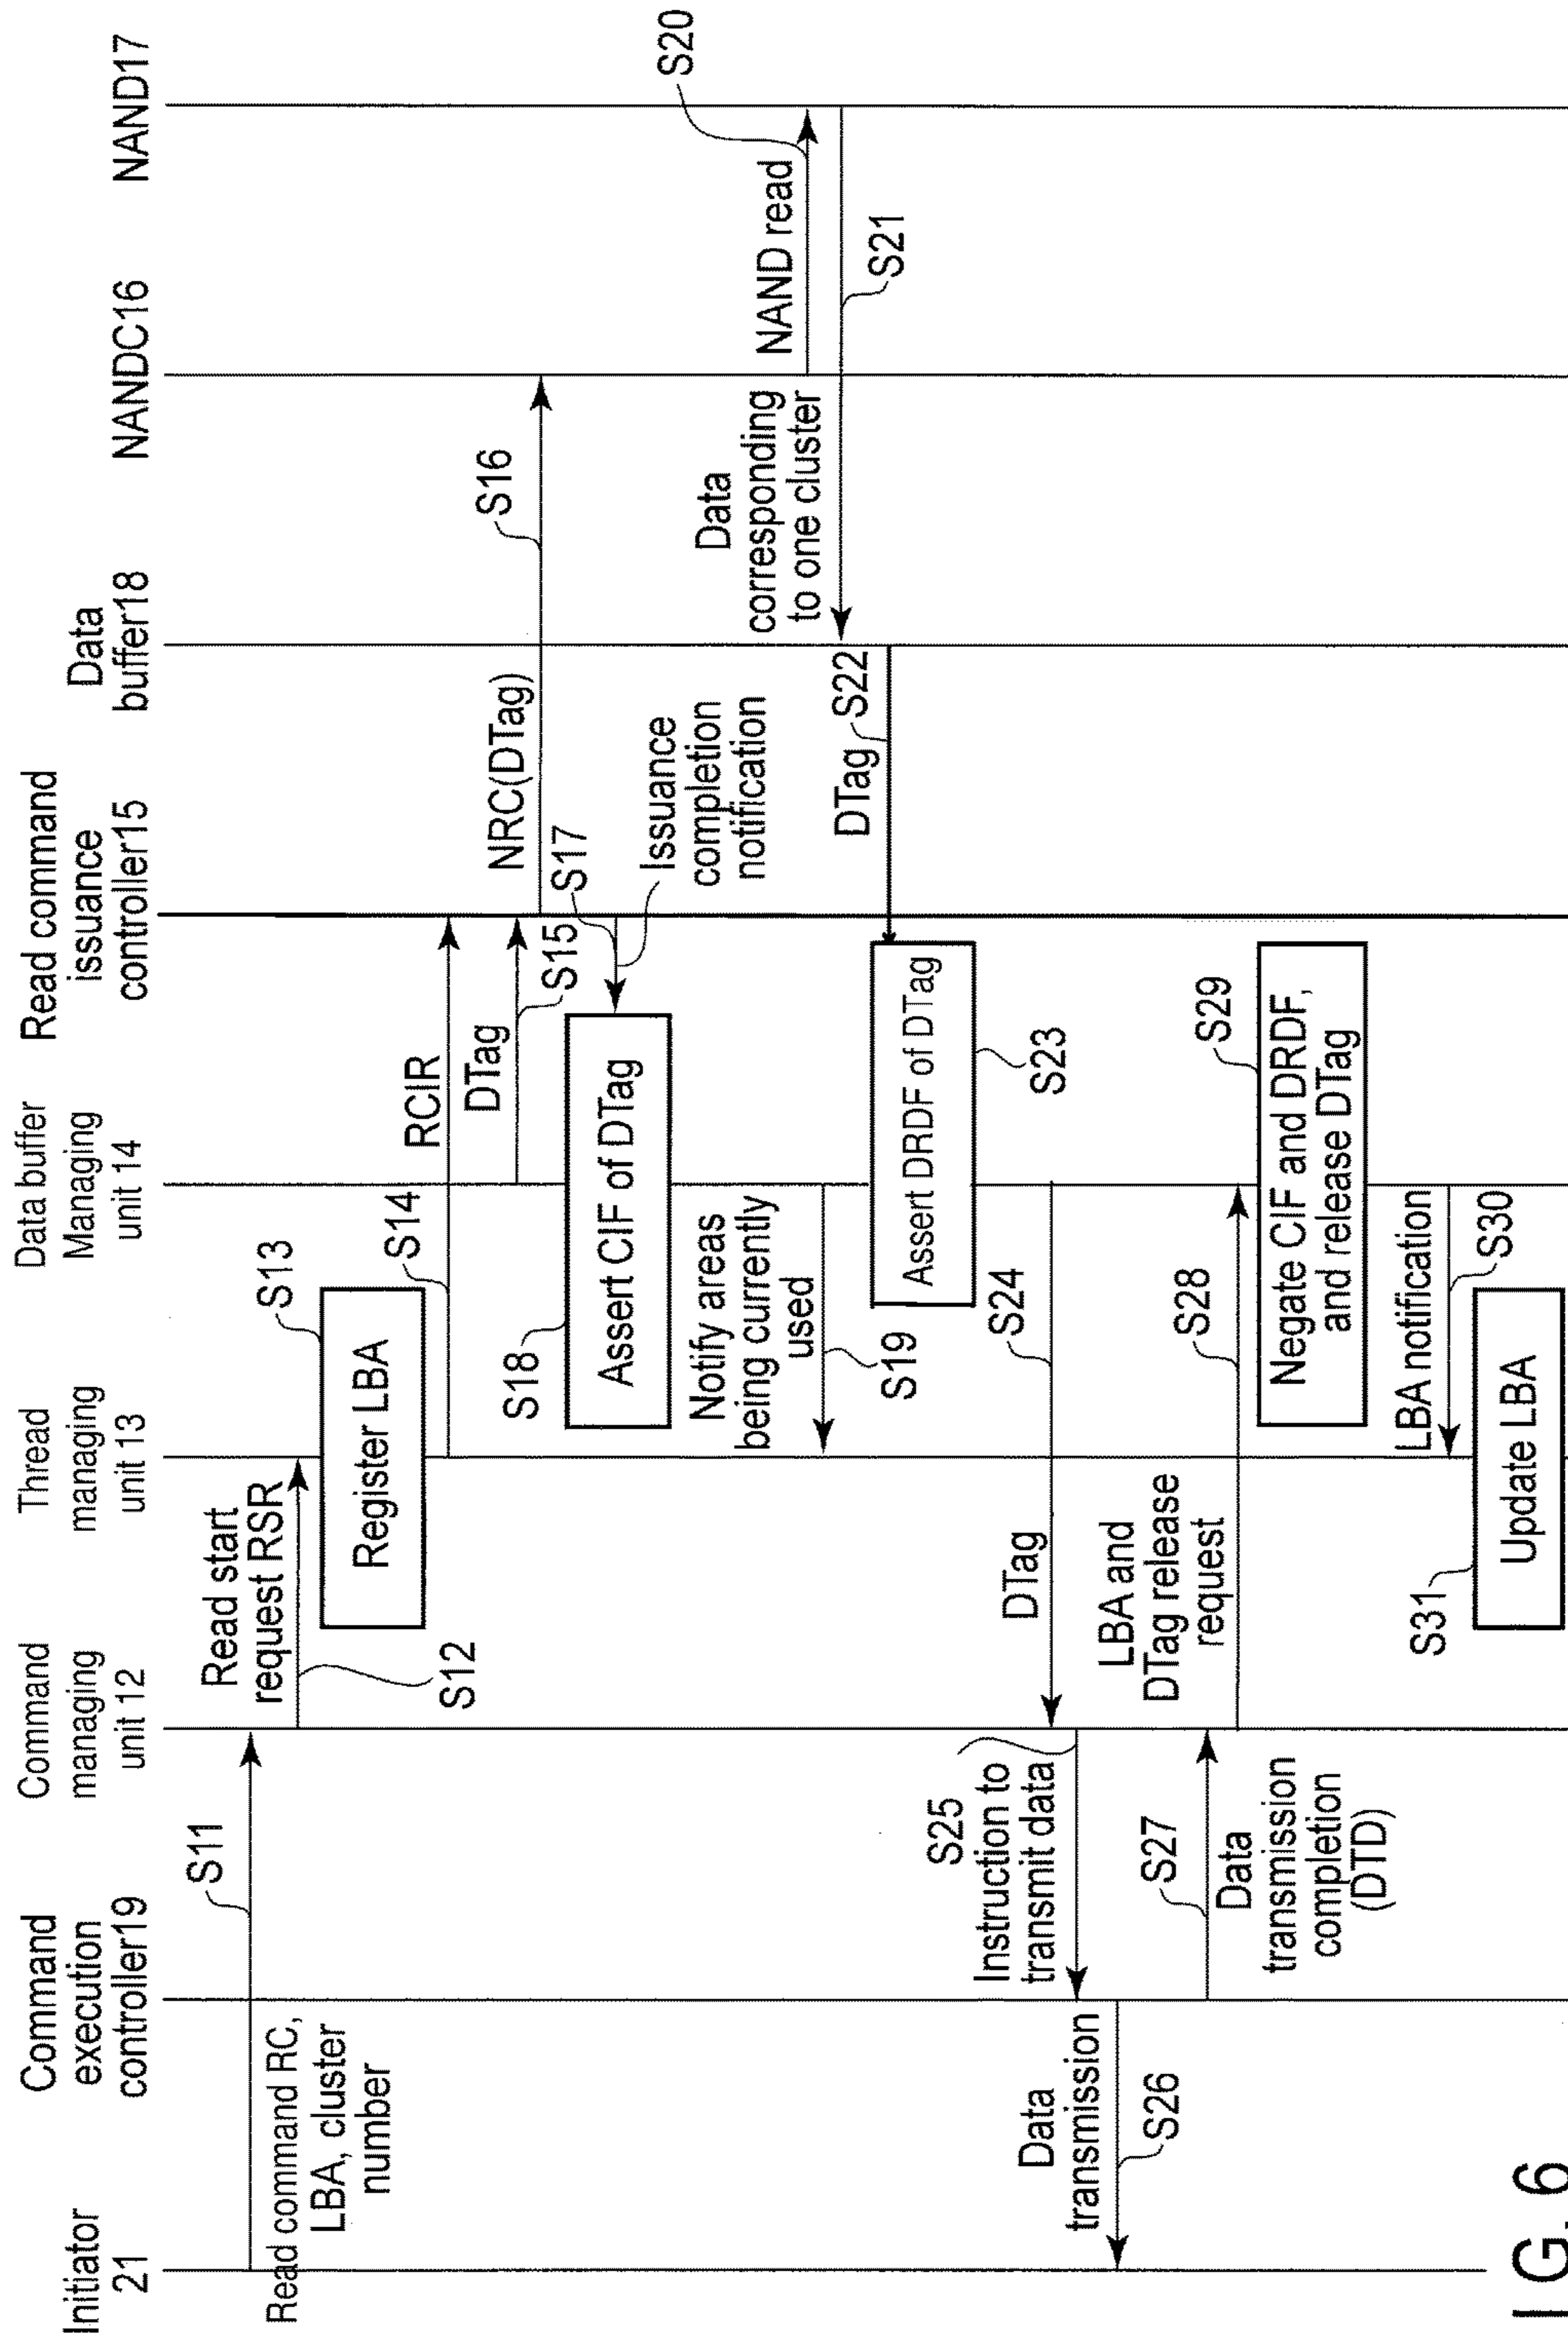 Initiator
21
Command
execution
controller19
Command
managing
unit 12
Thread
managing
unit 13
Data buffer
Managing
unit 14
Read command
issuance
controller15
Data
buffer18
NANDC16
NAND17
S11
Read command RC,
LBA, cluster
number
Read start
request RSR
S12
S13
Register LBA
S14
RCIR
DTag
S15
NRC(DTag)
S16
S17
Issuance
completion
notification
S18
Assert CIF of DTag
Notify areas
being currently
used
S19
NAND read
S20
Data
corresponding
to one cluster
S21
DTag
S22
Assert DRDF of DTag
S23
S24
DTag
S25
Instruction to
transmit data
Data
transmission
S26
S27
Data
transmission
completion
(DTD)
LBA and
DTag release
request
S28
S29
Negate CIF and DRDF,
and release DTag
LBA notification
S30
S31
Update LBA
I G. 6